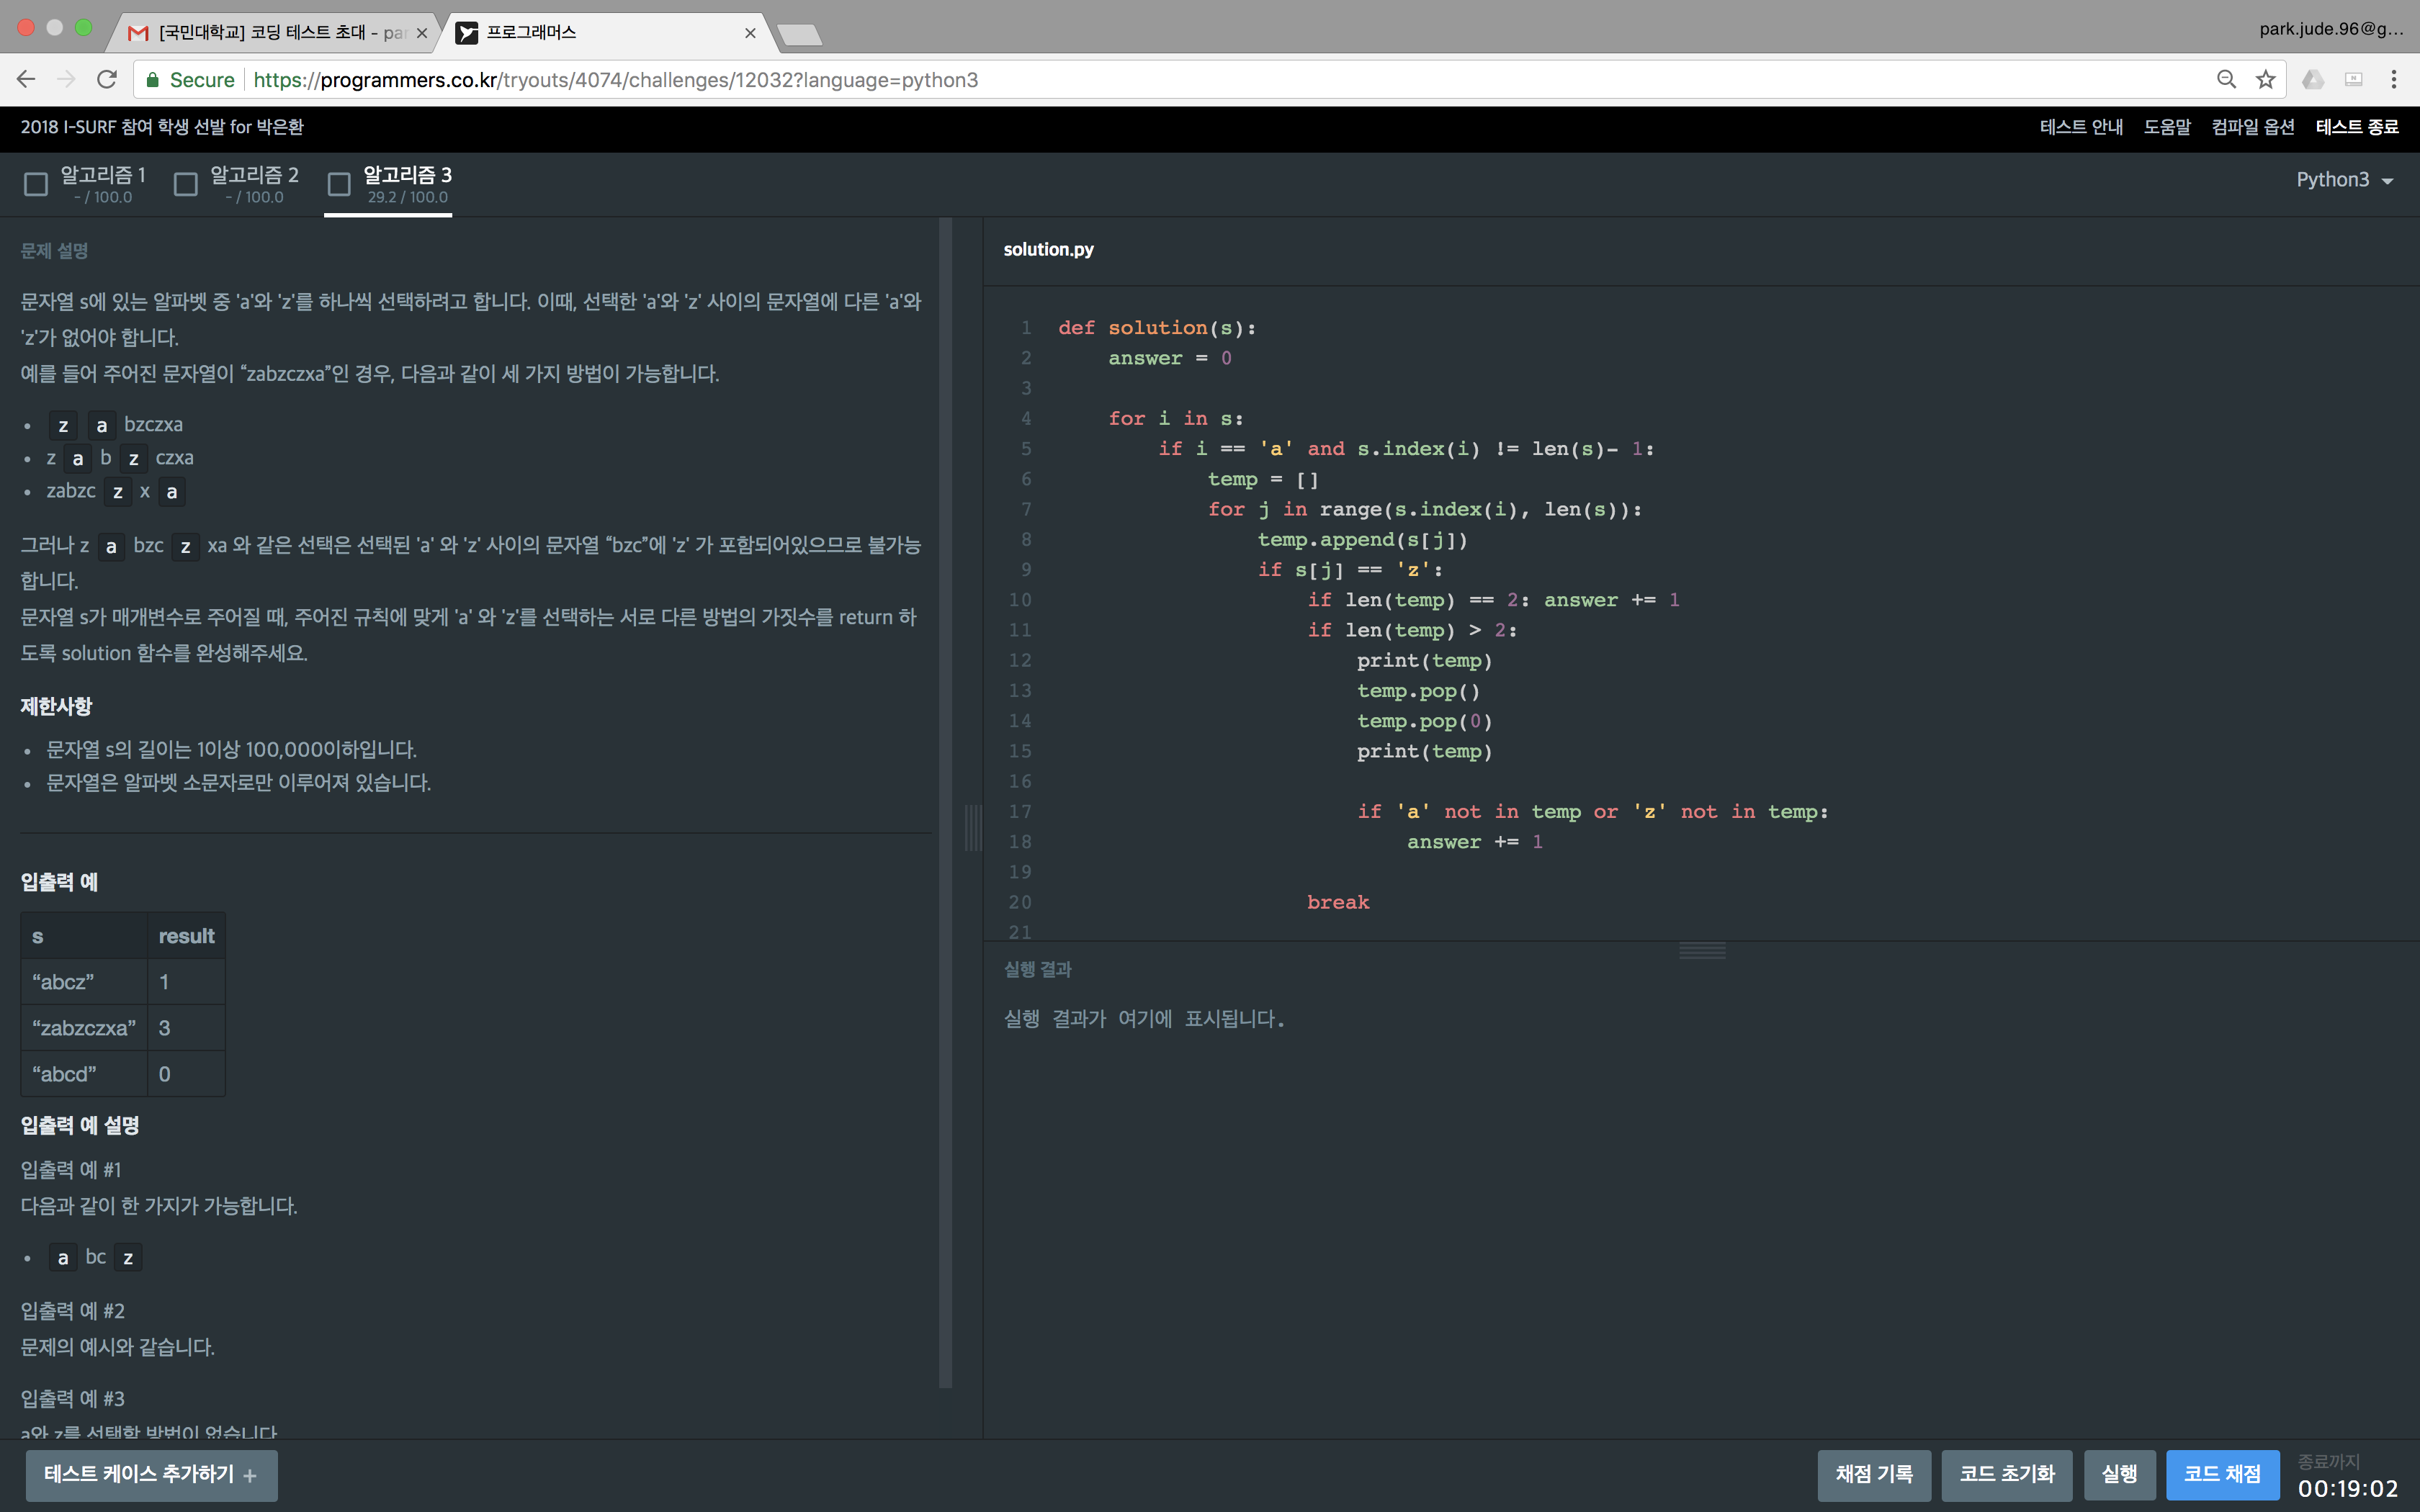 [국민대학교] 코딩 테스트 초대 - par
프로그래머스
park.jude.96@g...
Secure
https://programmers.co.kr/tryouts/4074/challenges/12032?language=python3
2018 I-SURF 참여 학생 선발 for 박은환
테스트 안내 도움말 컴파일 옵션 테스트 종료
알고리즘 1
- / 100.0
알고리즘 2
- / 100.0
알고리즘 3
29.2 / 100.0
Python3
문제 설명
문자열 s에 있는 알파벳 중 'a'와 'z'를 하나씩 선택하려고 합니다. 이때, 선택한 'a'와 'z' 사이의 문자열에 다른 'a'와
'z'가 없어야 합니다.
예를 들어 주어진 문자열이 “zabzczxa”인 경우, 다음과 같이 세 가지 방법이 가능합니다.
• z a bzczxa
• z a b z czxa
• zabzc z x a
그러나 z a bzc z xa 와 같은 선택은 선택된 'a' 와 'z' 사이의 문자열 “bzc”에 'z' 가 포함되어있으므로 불가능
합니다.
문자열 s가 매개변수로 주어질 때, 주어진 규칙에 맞게 'a' 와 'z'를 선택하는 서로 다른 방법의 가짓수를 return 하
도록 solution 함수를 완성해주세요.
제한사항
• 문자열 s의 길이는 1이상 100,000이하입니다.
• 문자열은 알파벳 소문자로만 이루어져 있습니다.
입출력 예
s result
“abcz” 1
“zabzczxa” 3
“abcd” 0
입출력 예 설명
입출력 예 #1
다음과 같이 한 가지가 가능합니다.
• a bc z
입출력 예 #2
문제의 예시와 같습니다.
입출력 예 #3
a와 z를 선택할 방법이 없습니다
테스트 케이스 추가하기 +
solution.py
1 def solution(s):
2     answer = 0
3
4     for i in s:
5         if i == 'a' and s.index(i) != len(s)- 1:
6             temp = []
7             for j in range(s.index(i), len(s)):
8                 temp.append(s[j])
9                 if s[j] == 'z':
10                     if len(temp) == 2: answer += 1
11                     if len(temp) > 2:
12                         print(temp)
13                         temp.pop()
14                         temp.pop(0)
15                         print(temp)
16
17                         if 'a' not in temp or 'z' not in temp:
18                             answer += 1
19
20                     break
21
실행 결과
실행 결과가 여기에 표시됩니다.
채점 기록
코드 초기화
실행
코드 채점
종료까지
00:19:02